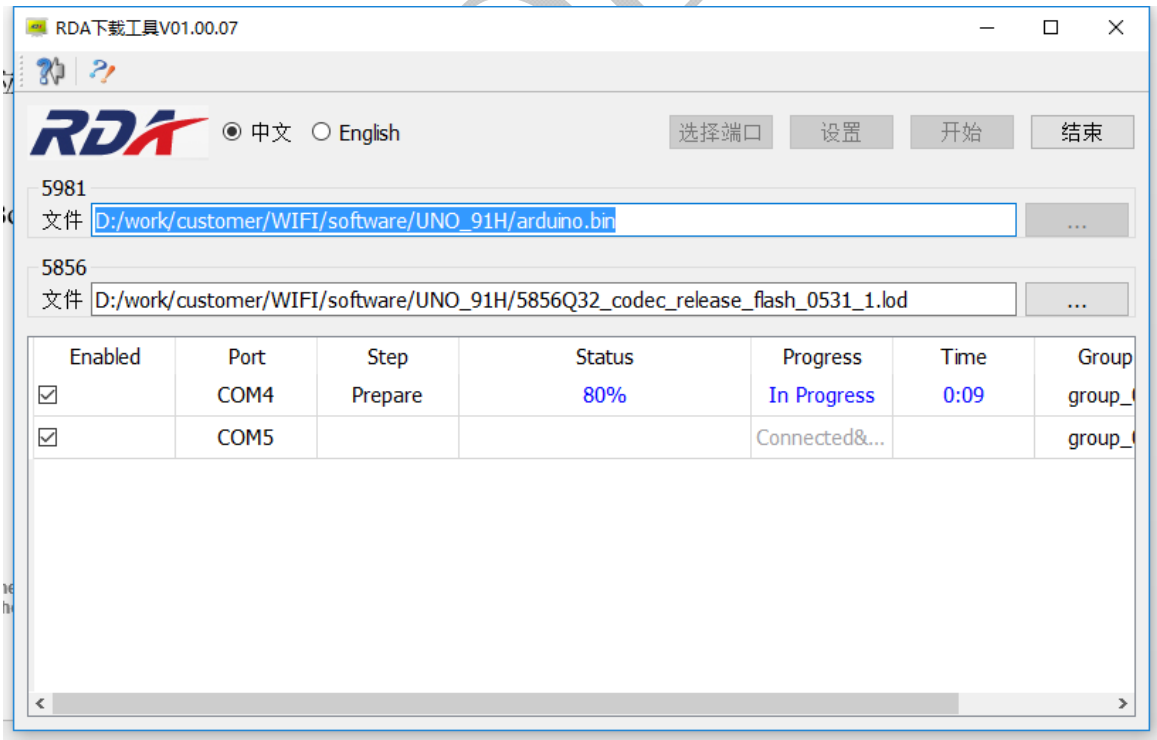 RDA下载工具V01.00.07
RDA 中文 English 选择端口 设置 开始 结束
5981
文件 D:/work/customer/WIFI/software/UNO_91H/arduino.bin ...
5856
文件 D:/work/customer/WIFI/software/UNO_91H/5856Q32_codec_release_flash_0531_1.lod ...
Enabled Port Step Status Progress Time Group
COM4 Prepare 80% In Progress 0:09 group_
COM5 Connected&... group_